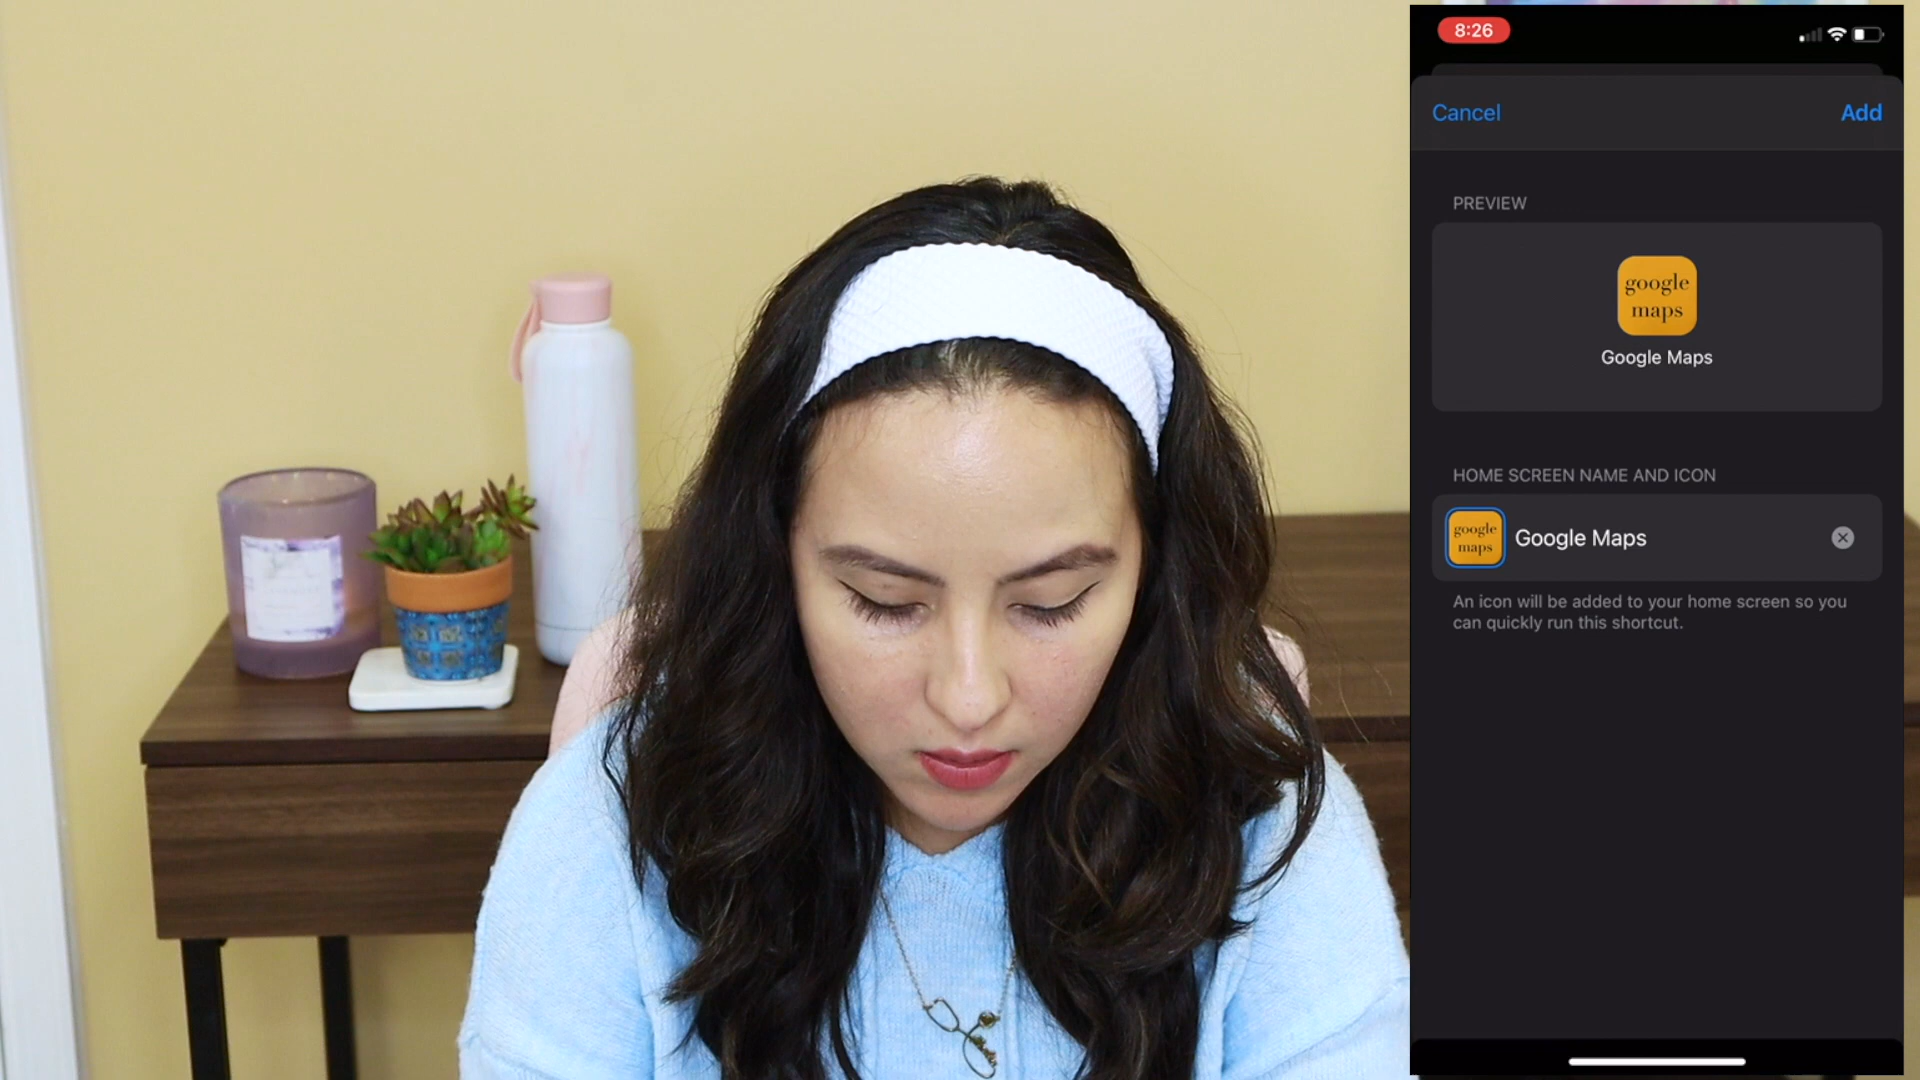 8:26
Cancel
Add
PREVIEW
google
maps
Google Maps
HOME SCREEN NAME AND ICON
google
maps
Google Maps
An icon will be added to your home screen so you
can quickly run this shortcut.